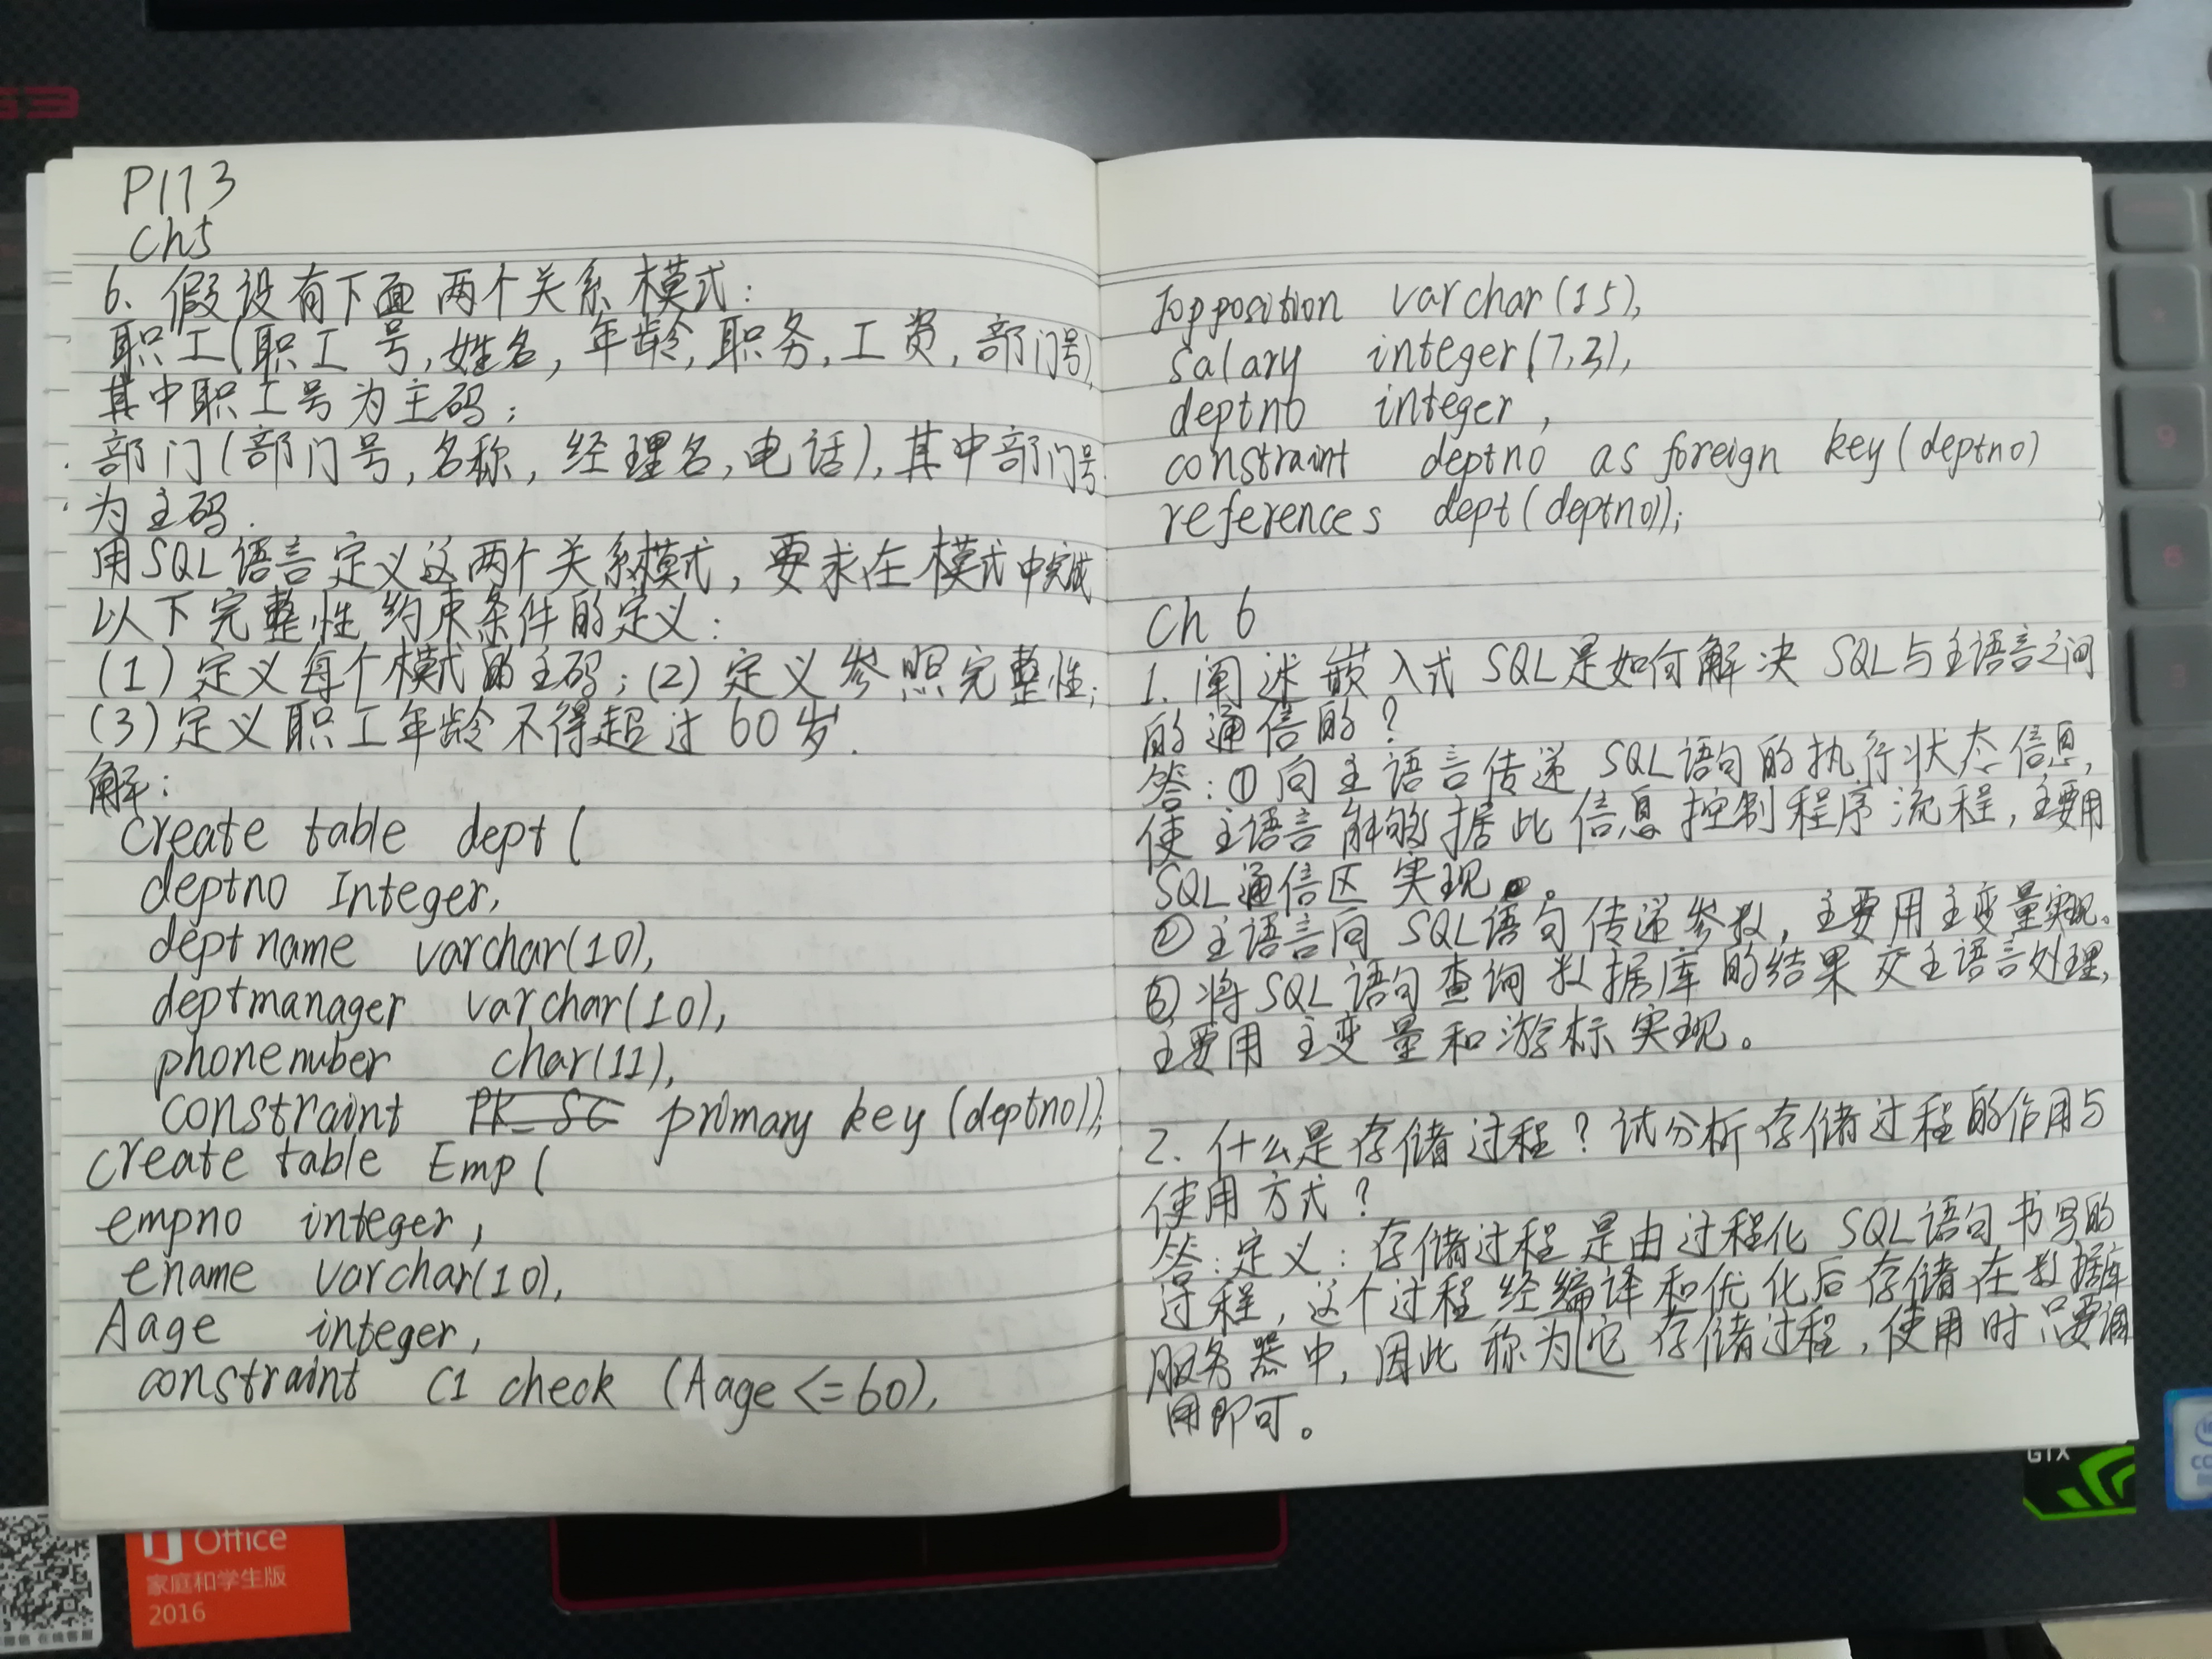 P173
Ch5
6、假设有下面两个关系模式：
职工(职工号,姓名,年龄,职务,工资,部门号),
其中职工号为主码；
部门(部门号,名称,经理名,电话),其中部门号
为主码.
用SQL语言定义这两个关系模式，要求在模式中完成
以下完整性约束条件的定义：
(1)定义每个模式的主码；(2)定义参照完整性；
(3)定义职工年龄不得超过60岁.
解：
create table dept(
deptno Integer,
deptname varchar(10),
deptmanager varchar(10),
phonenuber char(11),
constraint PK_SC primary key (deptno));
create table Emp(
empno integer,
ename varchar(10),
Aage integer,
constraint C1 check (Aage<=60),
Jopposition varchar(15),
salary integer(7,2),
deptno integer,
constraint deptno as foreign key(deptno)
references dept(deptno));
Ch 6
1.阐述嵌入式SQL是如何解决SQL与主语言之间
的通信的？
答：①向主语言传递SQL语句的执行状态信息，
使主语言能够据此信息控制程序流程，主要用
SQL通信区实现。
②主语言向SQL语句传递参数，主要用主变量实现。
③将SQL语句查询数据库的结果交主语言处理，
主要用主变量和游标实现。
2、什么是存储过程？试分析存储过程的作用与
使用方式？
答：定义：存储过程是由过程化SQL语句书写的
过程，这个过程经编译和优化后存储在数据库
服务器中，因此称为它存储过程，使用时只要调
用即可。
GTX
Office
家庭和学生版
2016